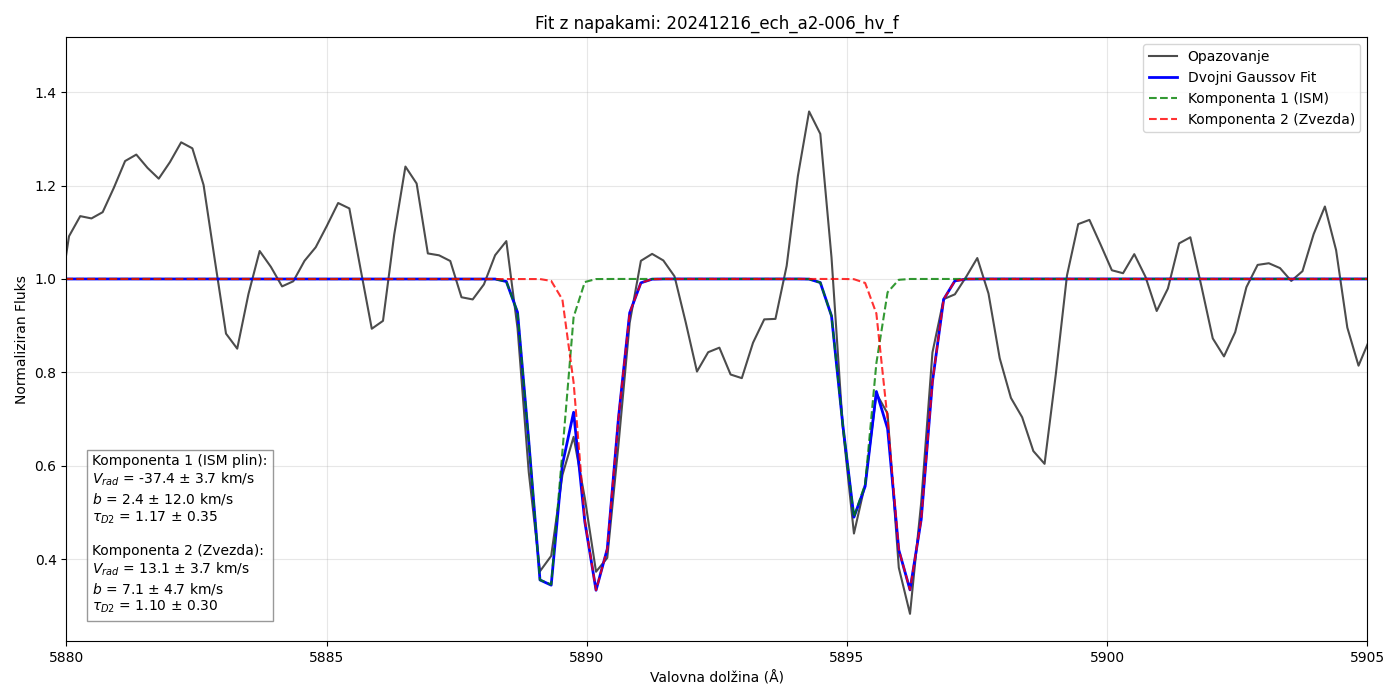 Fit z napakami: 20241216_ech_a2-006_hv_f
Normaliziran Fluks
1.4
1.2
1.0
0.8
0.6
0.4
Opazovanje
Dvojni Gaussov Fit
Komponenta 1 (ISM)
Komponenta 2 (Zvezda)
Komponenta 1 (ISM plin):
V_rad = -37.4 ± 3.7 km/s
b = 2.4 ± 12.0 km/s
τ_D2 = 1.17 ± 0.35
Komponenta 2 (Zvezda):
V_rad = 13.1 ± 3.7 km/s
b = 7.1 ± 4.7 km/s
τ_D2 = 1.10 ± 0.30
5880 5885 5890 5895 5900 5905
Valovna dolžina (Å)